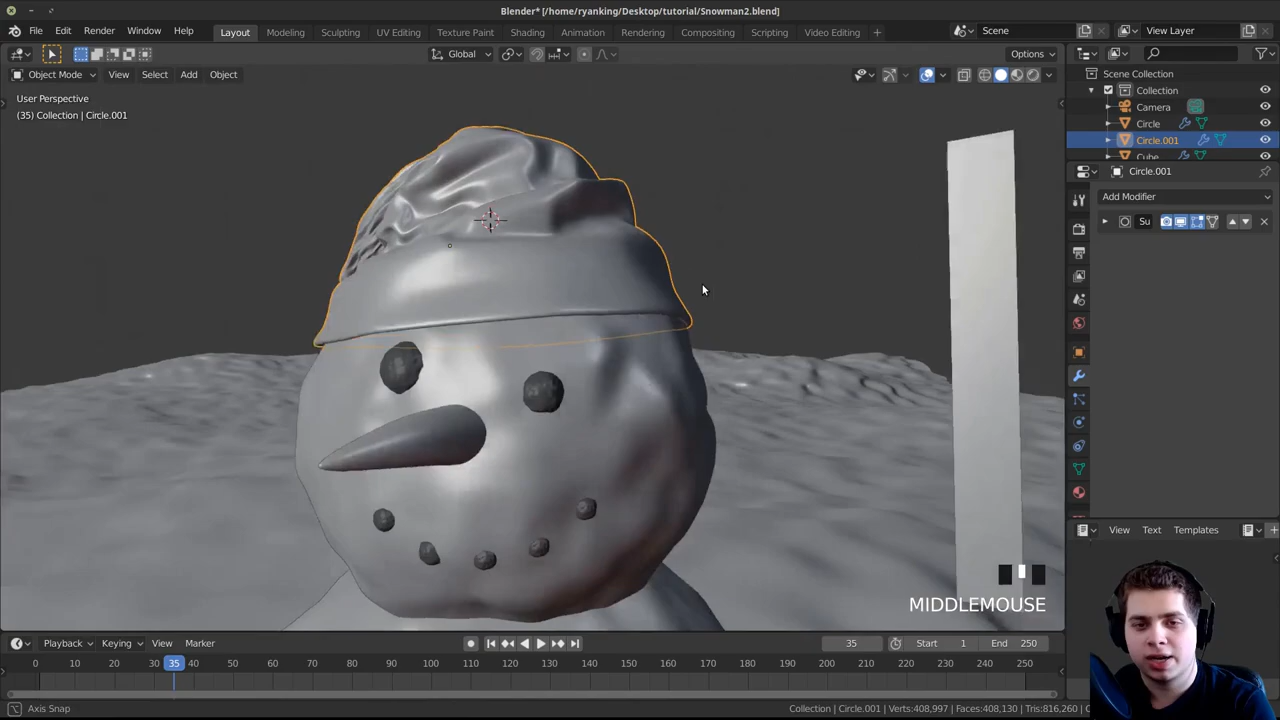 Blender* [/home/ryanking/Desktop/tutorial/Snowman2.blend]
File Edit Render Window Help Layout Modeling Sculpting UV Editing Texture Paint Shading Animation Rendering Compositing Scripting Video Editing + Scene View Layer
Global Options
Object Mode View Select Add Object
User Perspective
(35) Collection | Circle.001
Scene Collection
Collection
Camera
Circle
Circle.001
Cube
Circle.001
Add Modifier
Su
View Text Templates
MIDDLEMOUSE
Playback Keying View Marker 35 Start 1 End 250
0 10 20 30 35 40 50 60 70 80 90 100 110 120 130 140 150 160 170 180 190 200 210 220 230 240 250
Axis Snap Collection | Circle.001 | Verts:408,997 | Faces:408,130 | Tris:816,260 |